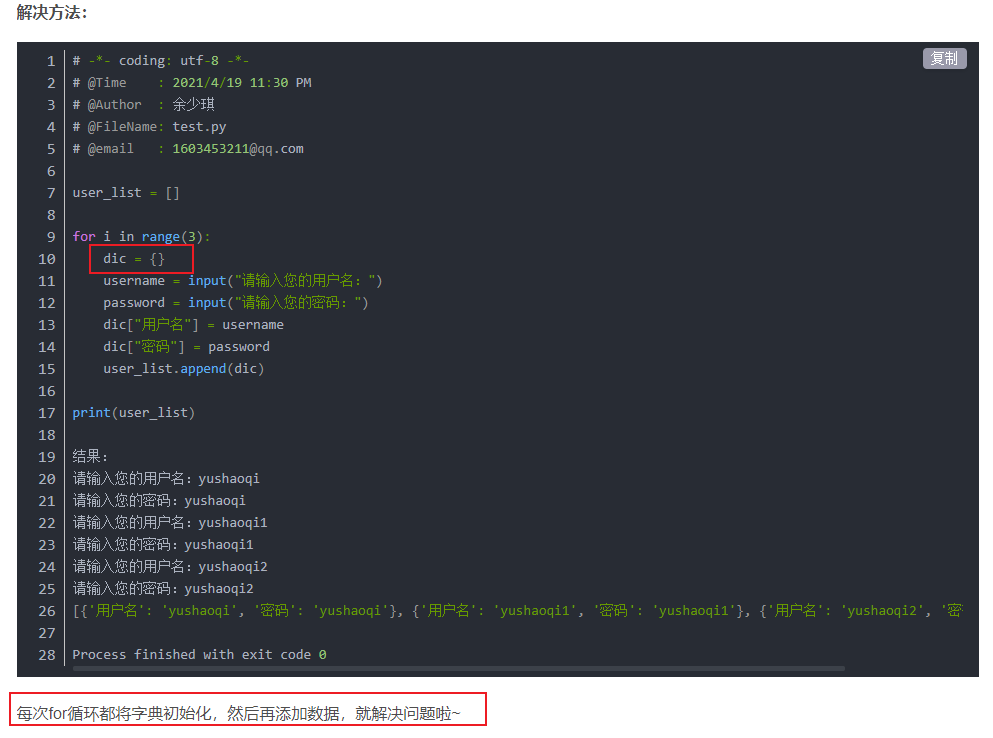 解决方法：
复制
1 # -*- coding: utf-8 -*-
2 # @Time    : 2021/4/19 11:30 PM
3 # @Author  : 余少琪
4 # @FileName: test.py
5 # @email   : 1603453211@qq.com
6
7 user_list = []
8
9 for i in range(3):
10     dic = {}
11     username = input("请输入您的用户名：")
12     password = input("请输入您的密码：")
13     dic["用户名"] = username
14     dic["密码"] = password
15     user_list.append(dic)
16
17 print(user_list)
18
19 结果：
20 请输入您的用户名：yushaoqi
21 请输入您的密码：yushaoqi
22 请输入您的用户名：yushaoqi1
23 请输入您的密码：yushaoqi1
24 请输入您的用户名：yushaoqi2
25 请输入您的密码：yushaoqi2
26 [{'用户名': 'yushaoqi', '密码': 'yushaoqi'}, {'用户名': 'yushaoqi1', '密码': 'yushaoqi1'}, {'用户名': 'yushaoqi2', '密
27
28 Process finished with exit code 0
每次for循环都将字典初始化，然后再添加数据，就解决问题啦~